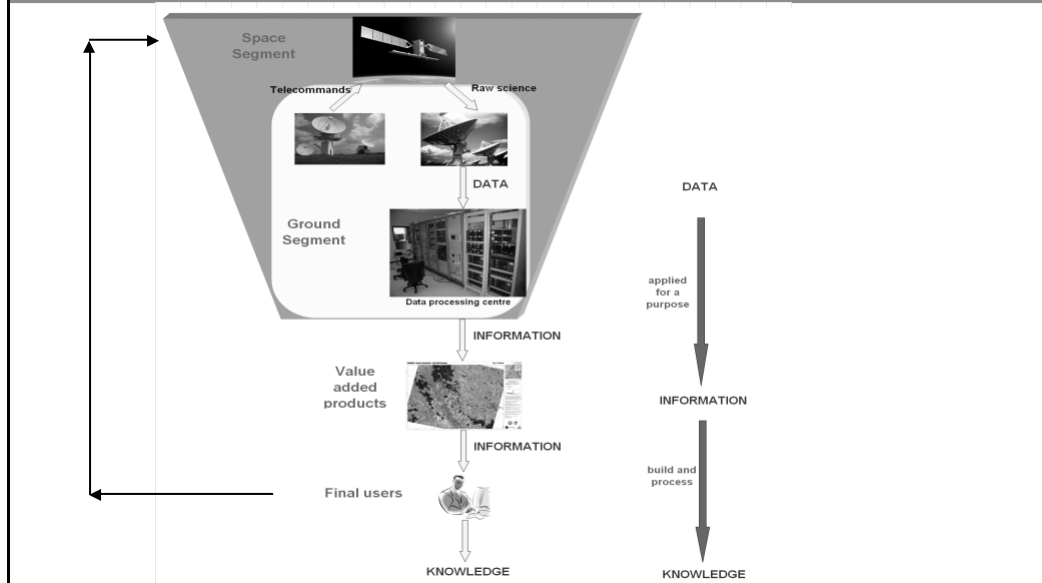 Space
Segment
Telecommands
Raw science
DATA
Ground
Segment
Data processing centre
INFORMATION
Value
added
products
INFORMATION
Final users
KNOWLEDGE
DATA
applied
for a
purpose
INFORMATION
build and
process
KNOWLEDGE